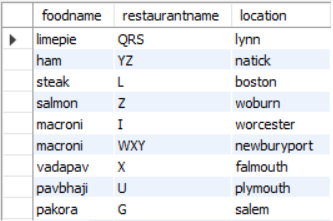 foodname restaurantname location
limepie QRS lynn
ham YZ natick
steak L boston
salmon Z woburn
macroni I worcester
macroni WXY newburyport
vadapav X falmouth
pavbhaji U plymouth
pakora G salem